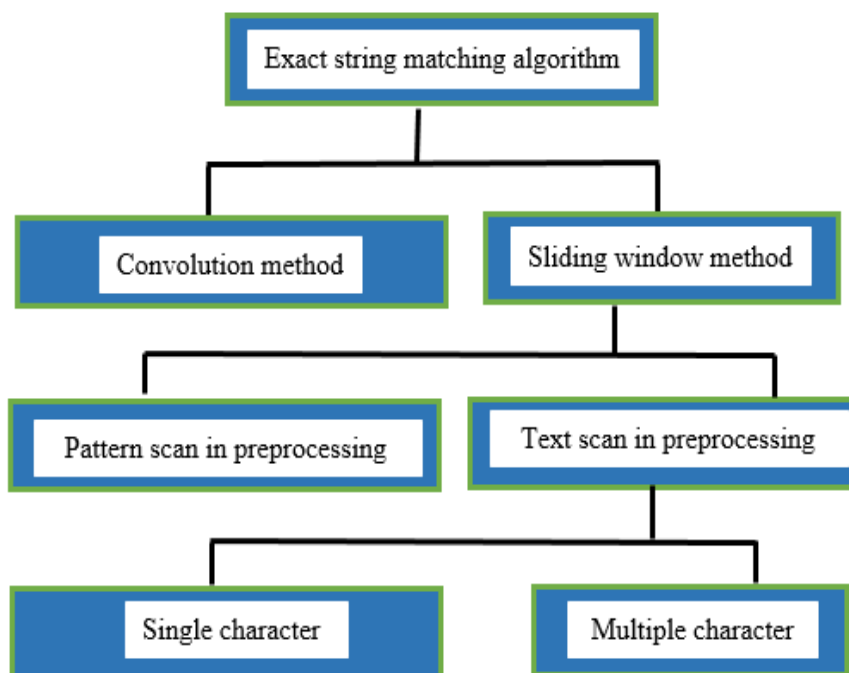 Exact string matching algorithm
Convolution method
Sliding window method
Pattern scan in preprocessing
Text scan in preprocessing
Single character
Multiple character